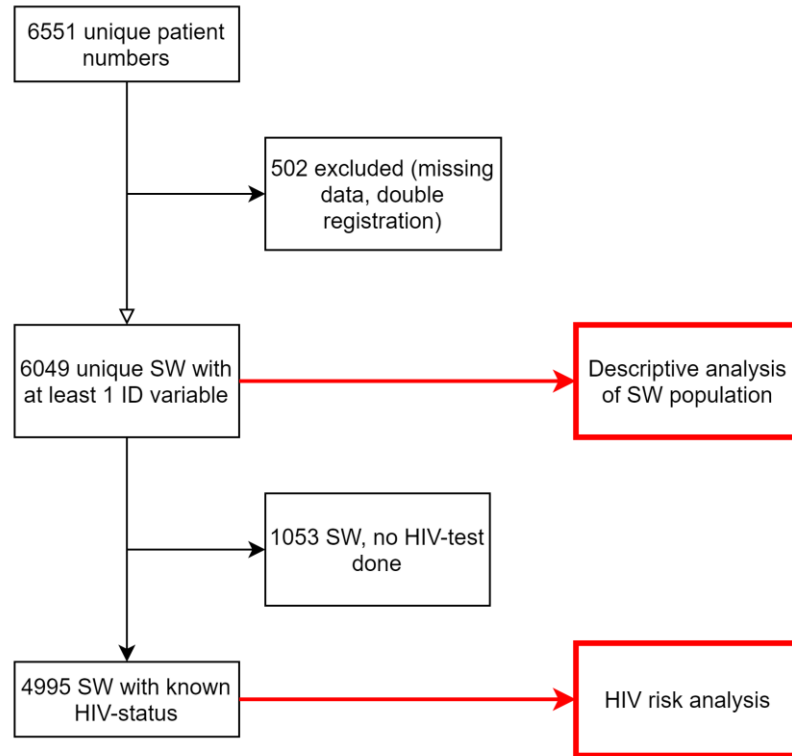 6551 unique patient
numbers
502 excluded (missing
data, double
registration)
6049 unique SW with
at least 1 ID variable
Descriptive analysis
of SW population
1053 SW, no HIV-test
done
4995 SW with known
HIV-status
HIV risk analysis